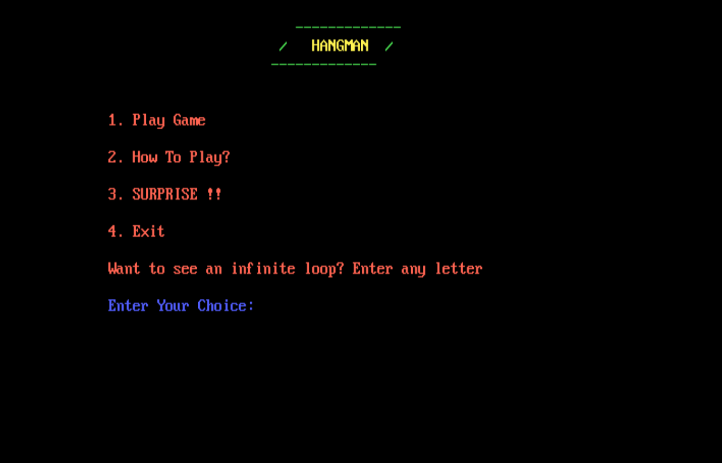 -------------
/ HANGMAN /
-------------
1. Play Game
2. How To Play?
3. SURPRISE !!
4. Exit
Want to see an infinite loop? Enter any letter
Enter Your Choice: